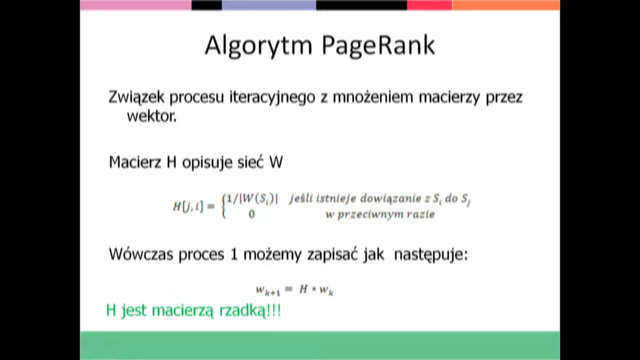 Algorytm PageRank
Związek procesu iteracyjnego z mnożeniem macierzy przez
wektor.
Macierz H opisuje sieć W
H[j, i] = { 1/|W(Sᵢ)| jeśli istnieje dowiązanie z Sᵢ do Sⱼ
0 w przeciwnym razie
Wówczas proces 1 możemy zapisać jak następuje:
wₖ₊₁ = H * wₖ
H jest macierzą rzadką!!!